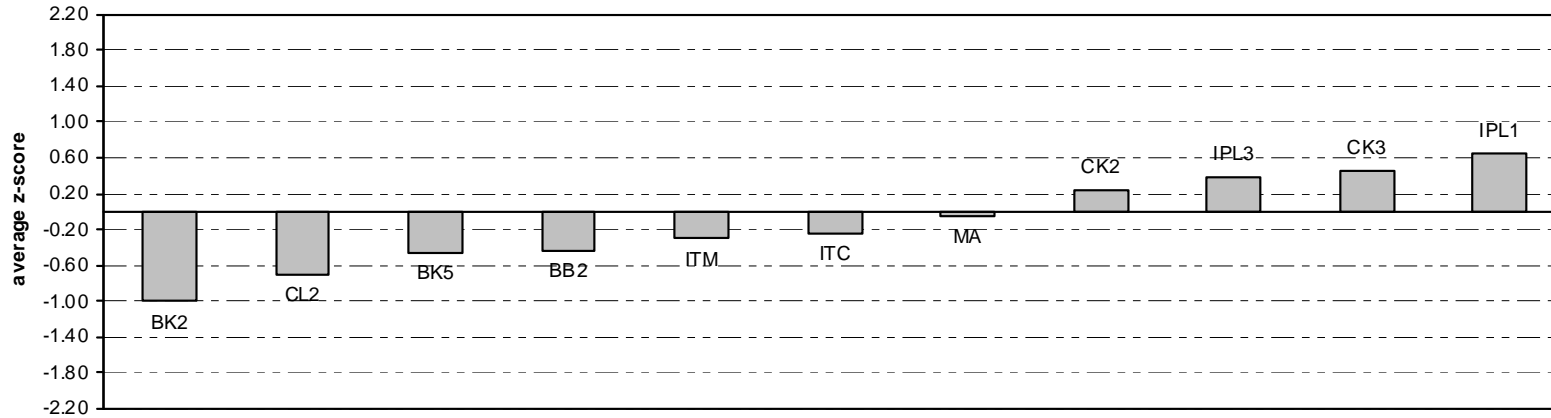 2.20
1.80
1.40
1.00
0.60
0.20
-0.20
-0.60
-1.00
-1.40
-1.80
-2.20
average z-score
BK2
CL2
BK5
BB2
ITM
ITC
MA
CK2
IPL3
CK3
IPL1